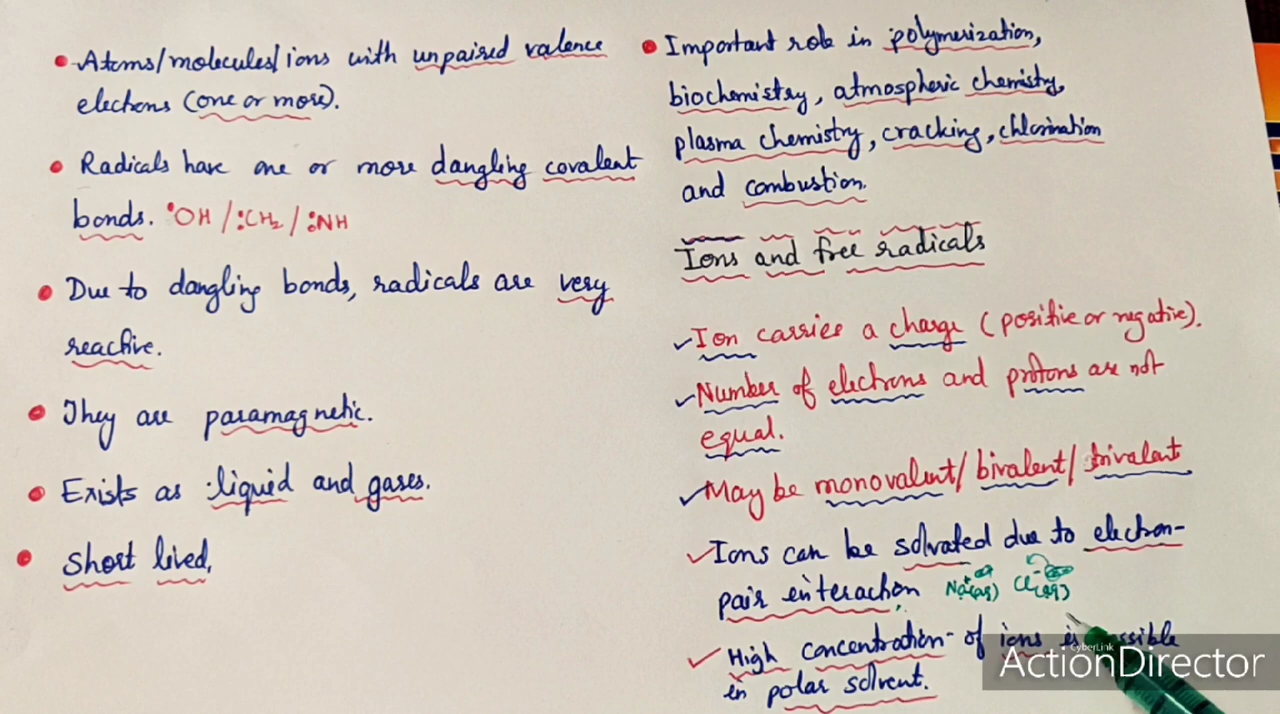 • Atoms/molecules/ions with unpaired valence
electrons (one or more).
• Radicals have one or more dangling covalent
bonds. •OH / :CH₂ / :NH
• Due to dangling bonds, radicals are very
reactive.
• They are paramagnetic.
• Exists as liquid and gases.
• Short lived,
• Important role in polymerization,
biochemistry, atmospheric chemistry,
plasma chemistry, cracking, chlorination
and combustion.
Ions and free radicals
✓Ion carries a charge (positive or negative).
✓Number of electrons and protons are not
equal.
✓May be monovalent/ bivalent/ trivalent
✓Ions can be solvated due to electron-
pair interaction Na⁺(aq) Cl⁻(aq)
✓High concentration of ions is possible
in polar solvent.
CyberLink
ActionDirector